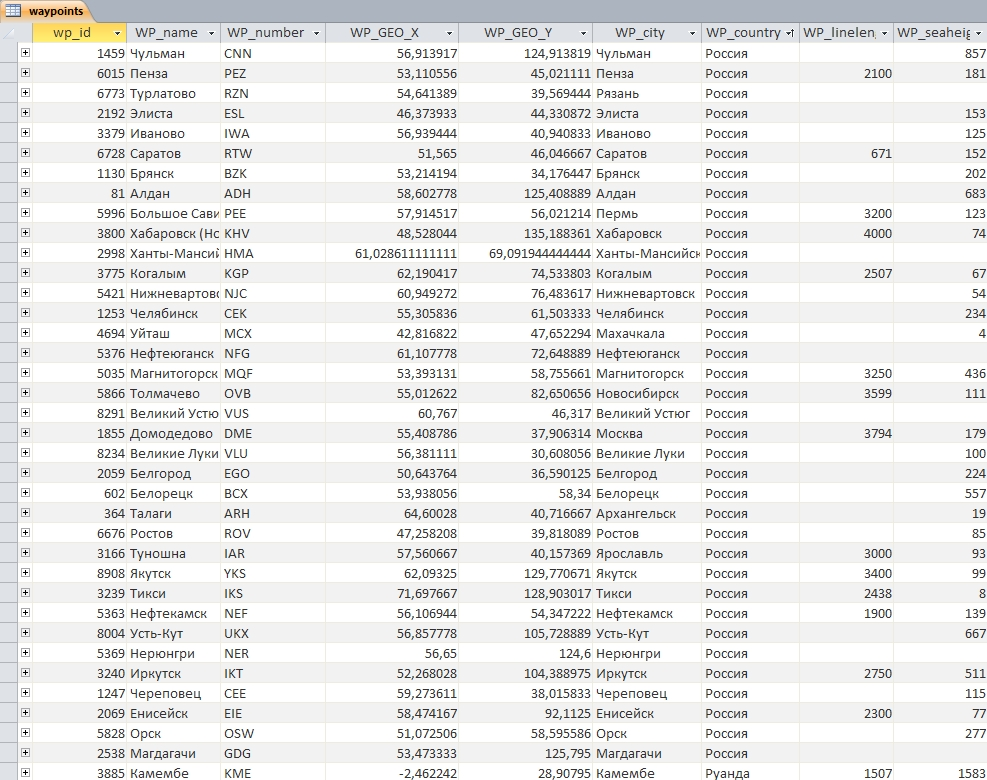 waypoints
wp_id WP_name WP_number WP_GEO_X WP_GEO_Y WP_city WP_country WP_linelen WP_seaheig
1459 Чульман CNN 56,913917 124,913819 Чульман Россия 857
6015 Пенза PEZ 53,110556 45,021111 Пенза Россия 2100 181
6773 Турлатово RZN 54,641389 39,569444 Рязань Россия
2192 Элиста ESL 46,373933 44,330872 Элиста Россия 153
3379 Иваново IWA 56,939444 40,940833 Иваново Россия 125
6728 Саратов RTW 51,565 46,046667 Саратов Россия 671 152
1130 Брянск BZK 53,214194 34,176447 Брянск Россия 202
81 Алдан ADH 58,602778 125,408889 Алдан Россия 683
5996 Большое Сави PEE 57,914517 56,021214 Пермь Россия 3200 123
3800 Хабаровск (Но KHV 48,528044 135,188361 Хабаровск Россия 4000 74
2998 Ханты-Мансий HMA 61,028611111111 69,091944444444 Ханты-Мансийск Россия
3775 Когалым KGP 62,190417 74,533803 Когалым Россия 2507 67
5421 Нижневартово NJC 60,949272 76,483617 Нижневартовск Россия 54
1253 Челябинск CEK 55,305836 61,503333 Челябинск Россия 234
4694 Уйташ MCX 42,816822 47,652294 Махачкала Россия 4
5376 Нефтеюганск NFG 61,107778 72,648889 Нефтеюганск Россия
5035 Магнитогорск MQF 53,393131 58,755661 Магнитогорск Россия 3250 436
5866 Толмачево OVB 55,012622 82,650656 Новосибирск Россия 3599 111
8291 Великий Устю VUS 60,767 46,317 Великий Устюг Россия
1855 Домодедово DME 55,408786 37,906314 Москва Россия 3794 179
8234 Великие Луки VLU 56,381111 30,608056 Великие Луки Россия 100
2059 Белгород EGO 50,643764 36,590125 Белгород Россия 224
602 Белорецк BCX 53,938056 58,34 Белорецк Россия 557
364 Талаги ARH 64,60028 40,716667 Архангельск Россия 19
6676 Ростов ROV 47,258208 39,818089 Ростов Россия 85
3166 Туношна IAR 57,560667 40,157369 Ярославль Россия 3000 93
8908 Якутск YKS 62,09325 129,770671 Якутск Россия 3400 99
3239 Тикси IKS 71,697667 128,903017 Тикси Россия 2438 8
5363 Нефтекамск NEF 56,106944 54,347222 Нефтекамск Россия 1900 139
8004 Усть-Кут UKX 56,857778 105,728889 Усть-Кут Россия 667
5369 Нерюнгри NER 56,65 124,6 Нерюнгри Россия
3240 Иркутск IKT 52,268028 104,388975 Иркутск Россия 2750 511
1247 Череповец CEE 59,273611 38,015833 Череповец Россия 115
2069 Енисейск EIE 58,474167 92,1125 Енисейск Россия 2300 77
5828 Орск OSW 51,072506 58,595586 Орск Россия 277
2538 Магдагачи GDG 53,473333 125,795 Магдагачи Россия
3885 Камембе KME -2,462242 28,90795 Камембе Руанда 1507 1583